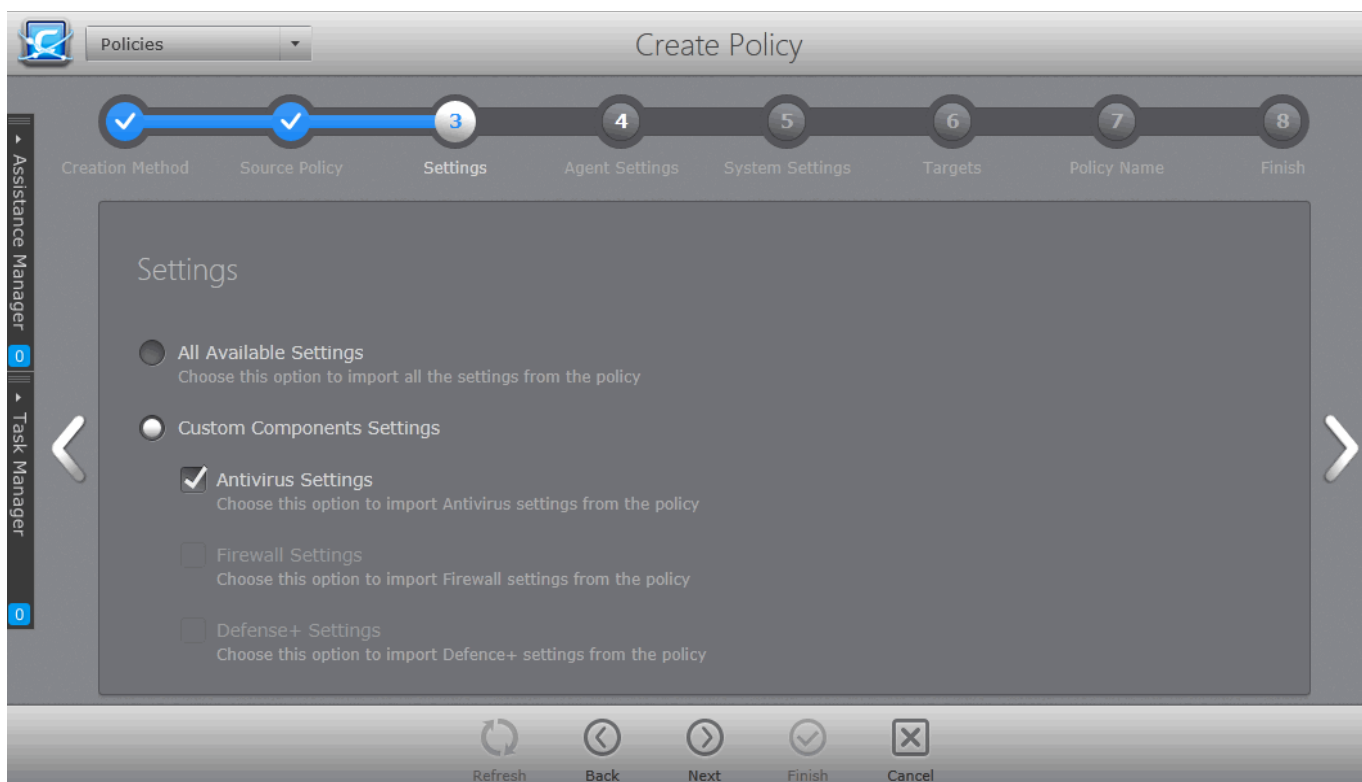 Policies
Create Policy
3
4
5
6
7
8
Creation Method
Source Policy
Settings
Agent Settings
System Settings
Targets
Policy Name
Finish
Assistance Manager
0
Task Manager
0
Settings
All Available Settings
Choose this option to import all the settings from the policy
Custom Components Settings
Antivirus Settings
Choose this option to import Antivirus settings from the policy
Firewall Settings
Choose this option to import Firewall settings from the policy
Defense+ Settings
Choose this option to import Defence+ settings from the policy
Refresh
Back
Next
Finish
Cancel